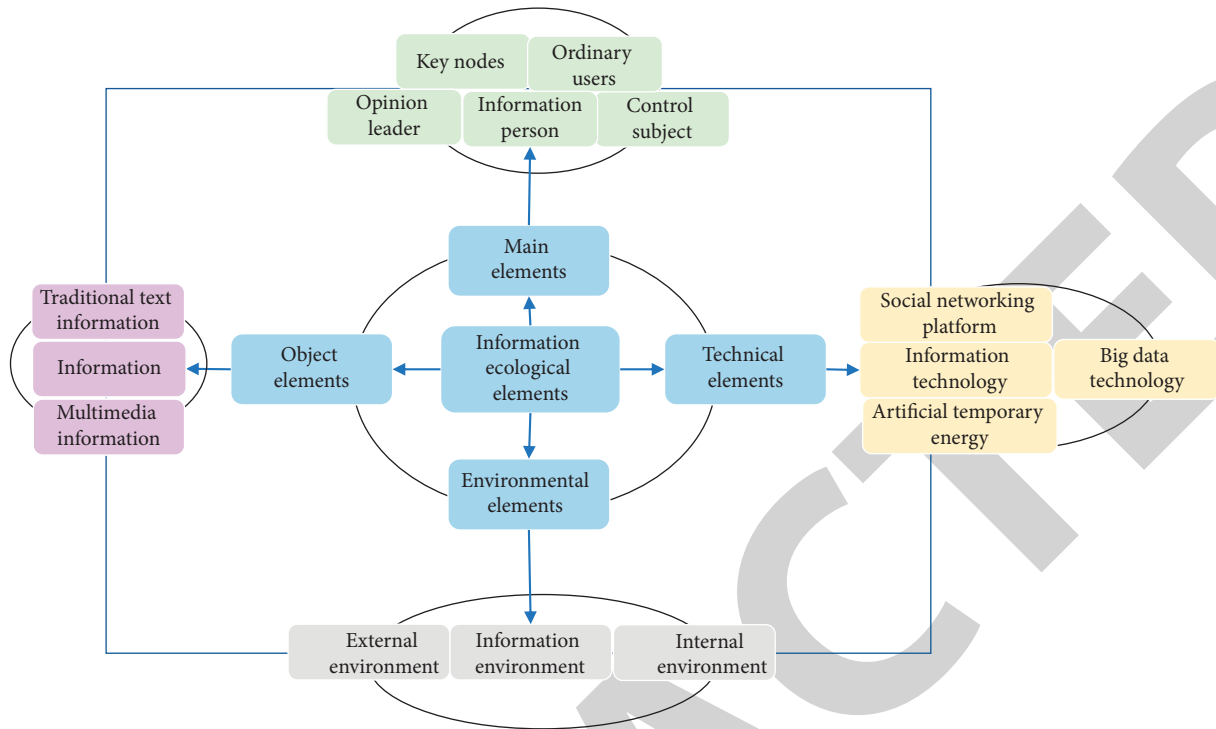 Key nodes
Ordinary
users
Opinion
leader
Information
person
Control
subject
Main
elements
Traditional text
information
Information
Multimedia
information
Object
elements
Information
ecological
elements
Technical
elements
Social networking
platform
Information
technology
Big data
technology
Artificial temporary
energy
Environmental
elements
External
environment
Information
environment
Internal
environment